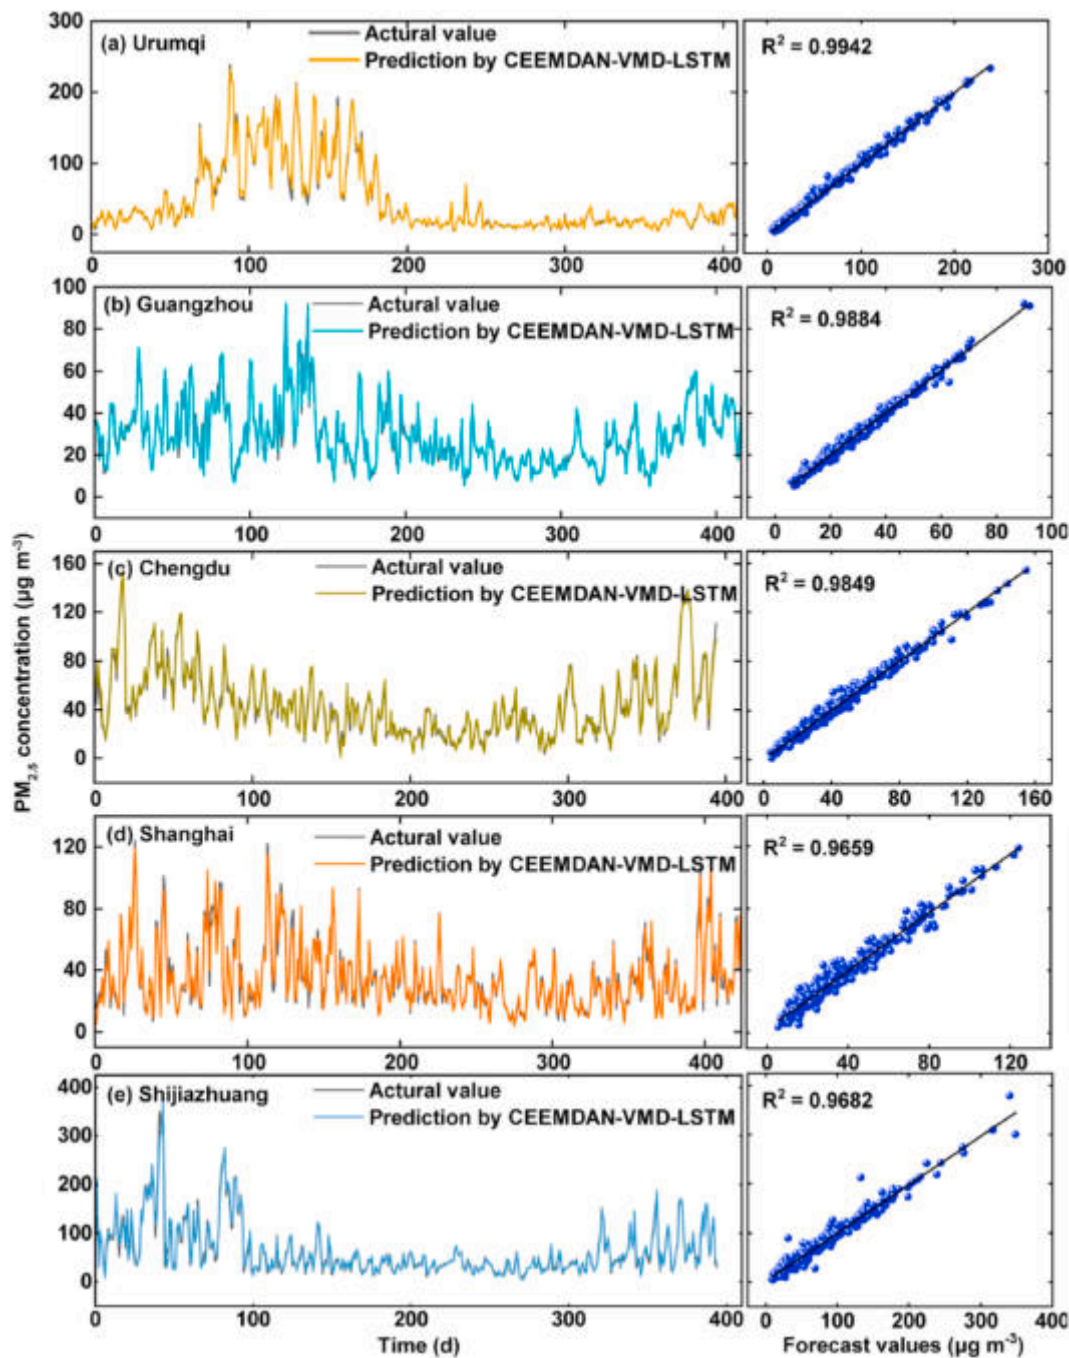 (a) Urumqi
Actural value
Prediction by CEEMDAN-VMD-LSTM
300
200
100
0
0 100 200 300 400
R² = 0.9942
0 100 200 300
(b) Guangzhou
Actural value
Prediction by CEEMDAN-VMD-LSTM
100
80
60
40
20
0
0 100 200 300 400
R² = 0.9884
0 20 40 60 80 100
(c) Chengdu
Actural value
Prediction by CEEMDAN-VMD-LSTM
160
120
80
40
0
0 100 200 300 400
R² = 0.9849
0 40 80 120 160
(d) Shanghai
Actural value
Prediction by CEEMDAN-VMD-LSTM
120
80
40
0
0 100 200 300 400
R² = 0.9659
0 40 80 120
(e) Shijiazhuang
Actural value
Prediction by CEEMDAN-VMD-LSTM
400
300
200
100
0
0 100 200 300 400
R² = 0.9682
0 100 200 300 400
PM₂.₅ concentration (µg m⁻³)
Time (d)
Forecast values (µg m⁻³)